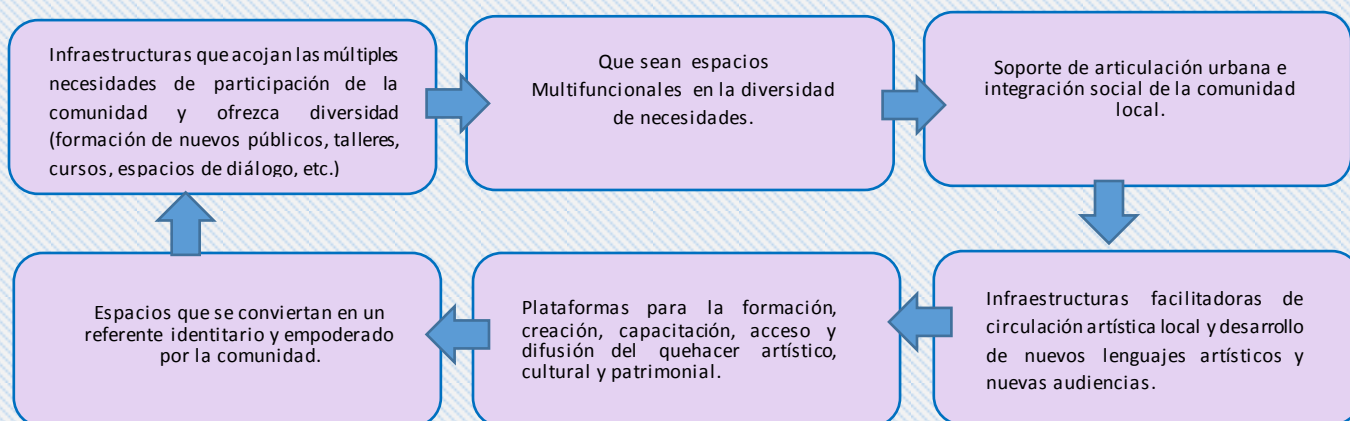 Infraestructuras que acojan las múltiples
necesidades de participación de la
comunidad y ofrezca diversidad
(formación de nuevos públicos, talleres,
cursos, espacios de diálogo, etc.)
Que sean espacios
Multifuncionales en la diversidad
de necesidades.
Soporte de articulación urbana e
integración social de la comunidad
local.
Infraestructuras facilitadoras de
circulación artística local y desarrollo
de nuevos lenguajes artísticos y
nuevas audiencias.
Plataformas para la formación,
creación, capacitación, acceso y
difusión del quehacer artístico,
cultural y patrimonial.
Espacios que se conviertan en un
referente identitario y empoderado
por la comunidad.